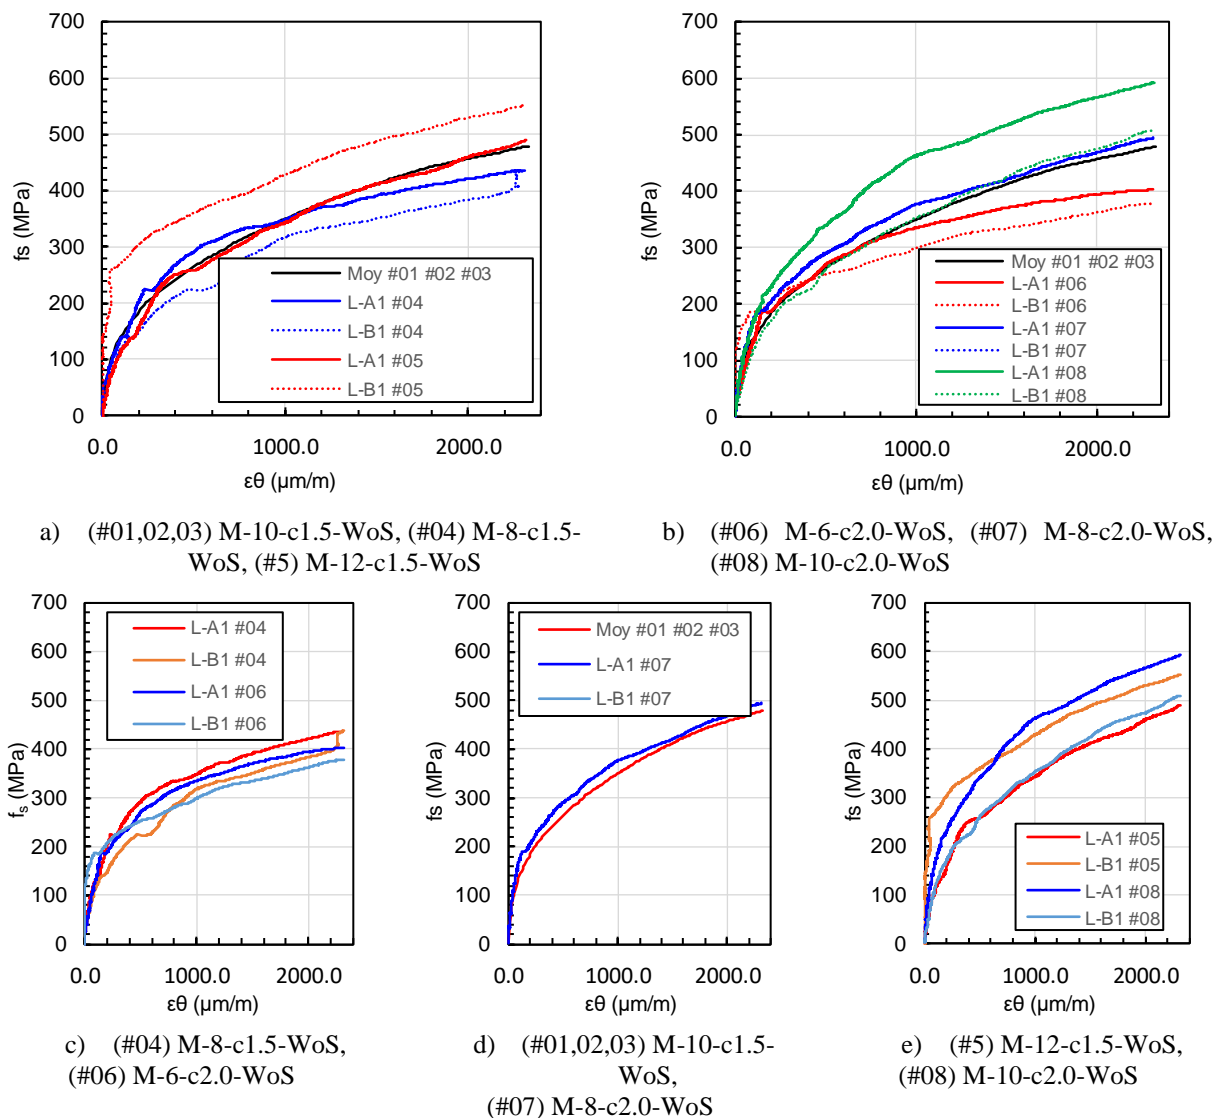 700
600
500
400
300
200
100
0
fs (MPa)
0.0 1000.0 2000.0
εθ (µm/m)
Moy #01 #02 #03
L-A1 #04
L-B1 #04
L-A1 #05
L-B1 #05
700
600
500
400
300
200
100
0
fs (MPa)
0.0 1000.0 2000.0
εθ (µm/m)
Moy #01 #02 #03
L-A1 #06
L-B1 #06
L-A1 #07
L-B1 #07
L-A1 #08
L-B1 #08
a) (#01,02,03) M-10-c1.5-WoS, (#04) M-8-c1.5-
WoS, (#5) M-12-c1.5-WoS
b) (#06) M-6-c2.0-WoS, (#07) M-8-c2.0-WoS,
(#08) M-10-c2.0-WoS
700
600
500
400
300
200
100
0
fs (MPa)
0.0 1000.0 2000.0
εθ (µm/m)
L-A1 #04
L-B1 #04
L-A1 #06
L-B1 #06
700
600
500
400
300
200
100
0
fs (MPa)
0.0 1000.0 2000.0
εθ (µm/m)
Moy #01 #02 #03
L-A1 #07
L-B1 #07
700
600
500
400
300
200
100
0
fs (MPa)
0.0 1000.0 2000.0
εθ (µm/m)
L-A1 #05
L-B1 #05
L-A1 #08
L-B1 #08
c) (#04) M-8-c1.5-WoS,
(#06) M-6-c2.0-WoS
d) (#01,02,03) M-10-c1.5-
WoS,
(#07) M-8-c2.0-WoS
e) (#5) M-12-c1.5-WoS,
(#08) M-10-c2.0-WoS